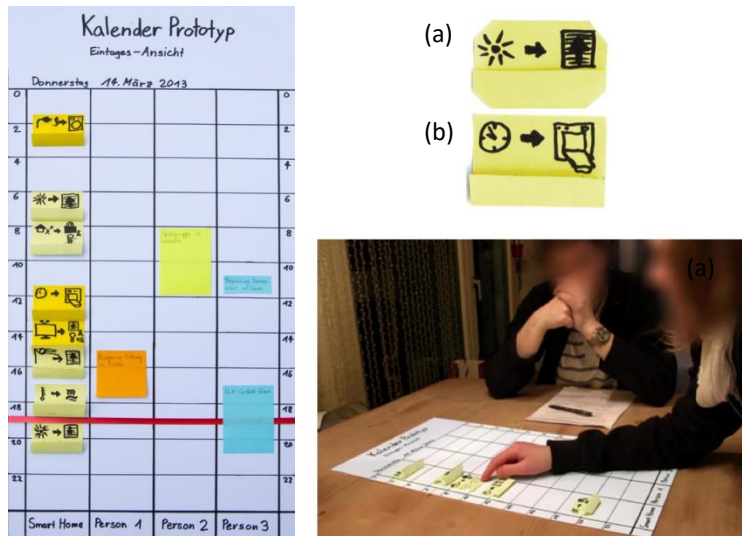 Kalender Prototyp
Eintages-Ansicht
Donnerstag 14. März 2013
0 0
2 2
4 4
6 6
8 8
10 10
12 12
14 14
16 16
18 18
20 20
22 22
Smart Home Person 1 Person 2 Person 3
(a)
(b)
(a)
Kalender Prototyp